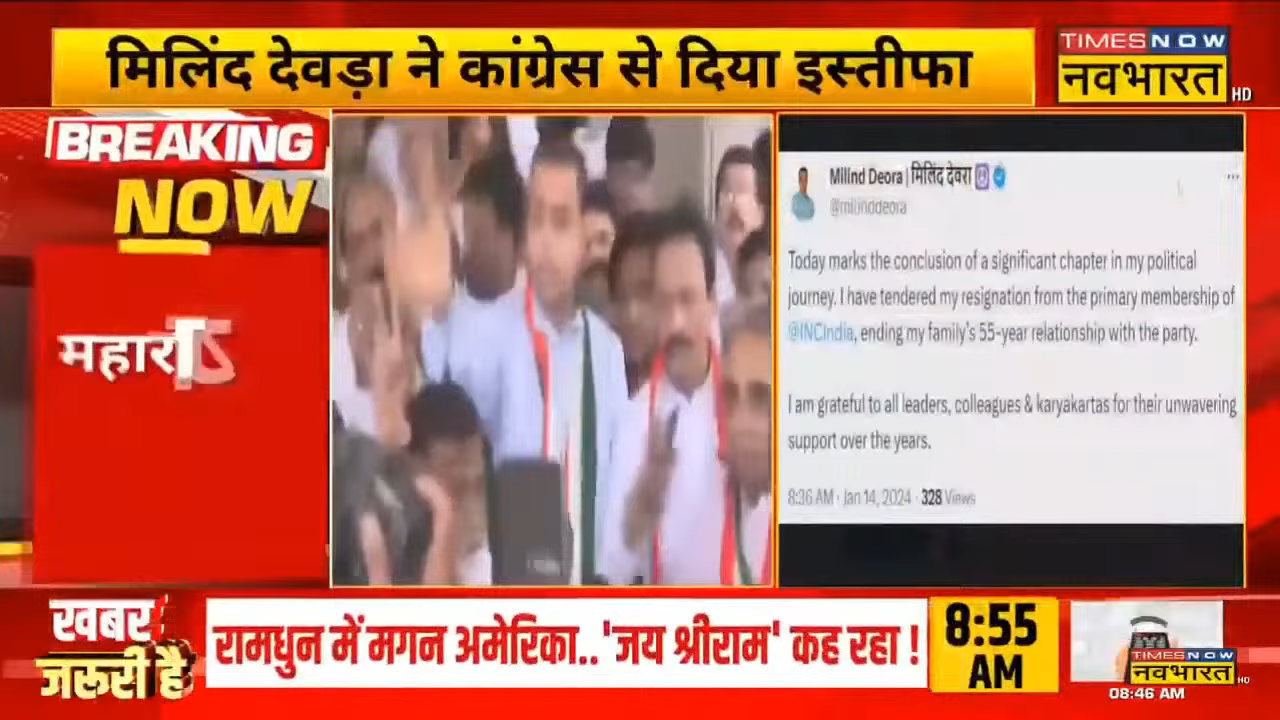 मिलिंद देवड़ा ने कांग्रेस से दिया इस्तीफा
TIMES NOW
नवभारत
HD
BREAKING
NOW
महारा
Milind Deora | मिलिंद देवरा
@milinddeora
Today marks the conclusion of a significant chapter in my political
journey. I have tendered my resignation from the primary membership of
@INCIndia, ending my family's 55-year relationship with the party.
I am grateful to all leaders, colleagues & karyakartas for their unwavering
support over the years.
8:36 AM · Jan 14, 2024 · 328 Views
खबर
जरूरी है
रामधुन में मगन अमेरिका.. 'जय श्रीराम' कह रहा !
8:55
AM
TIMES NOW
नवभारत
HD
08:46 AM